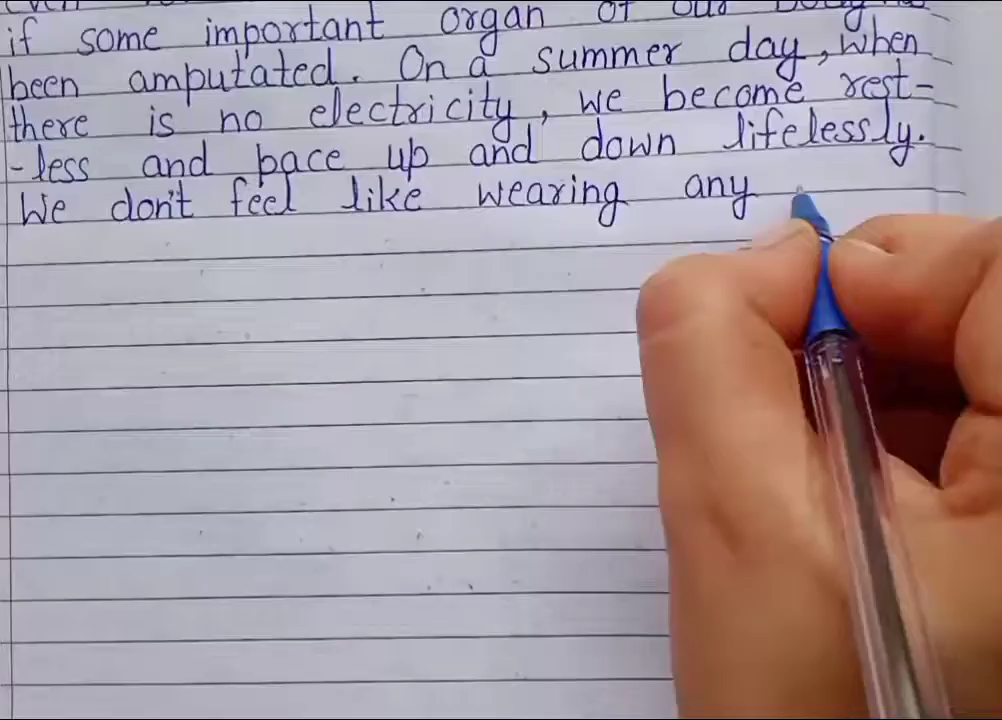 if some important organ of our body ha
been amputated. On a summer day, when
there is no electricity, we become rest-
-less and pace up and down lifelessly.
We don't feel like wearing any